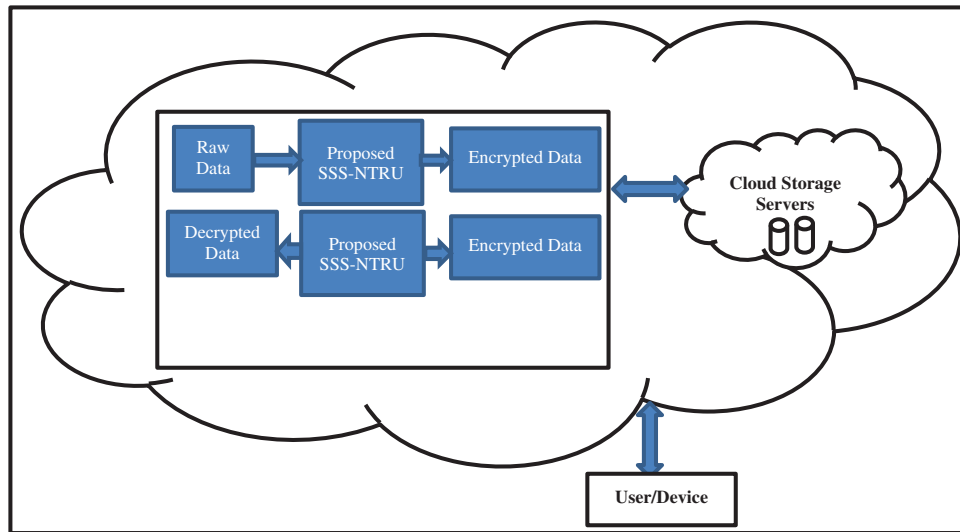 Raw
Data
Proposed
SSS-NTRU
Encrypted Data
Decrypted
Data
Proposed
SSS-NTRU
Encrypted Data
Cloud Storage
Servers
User/Device